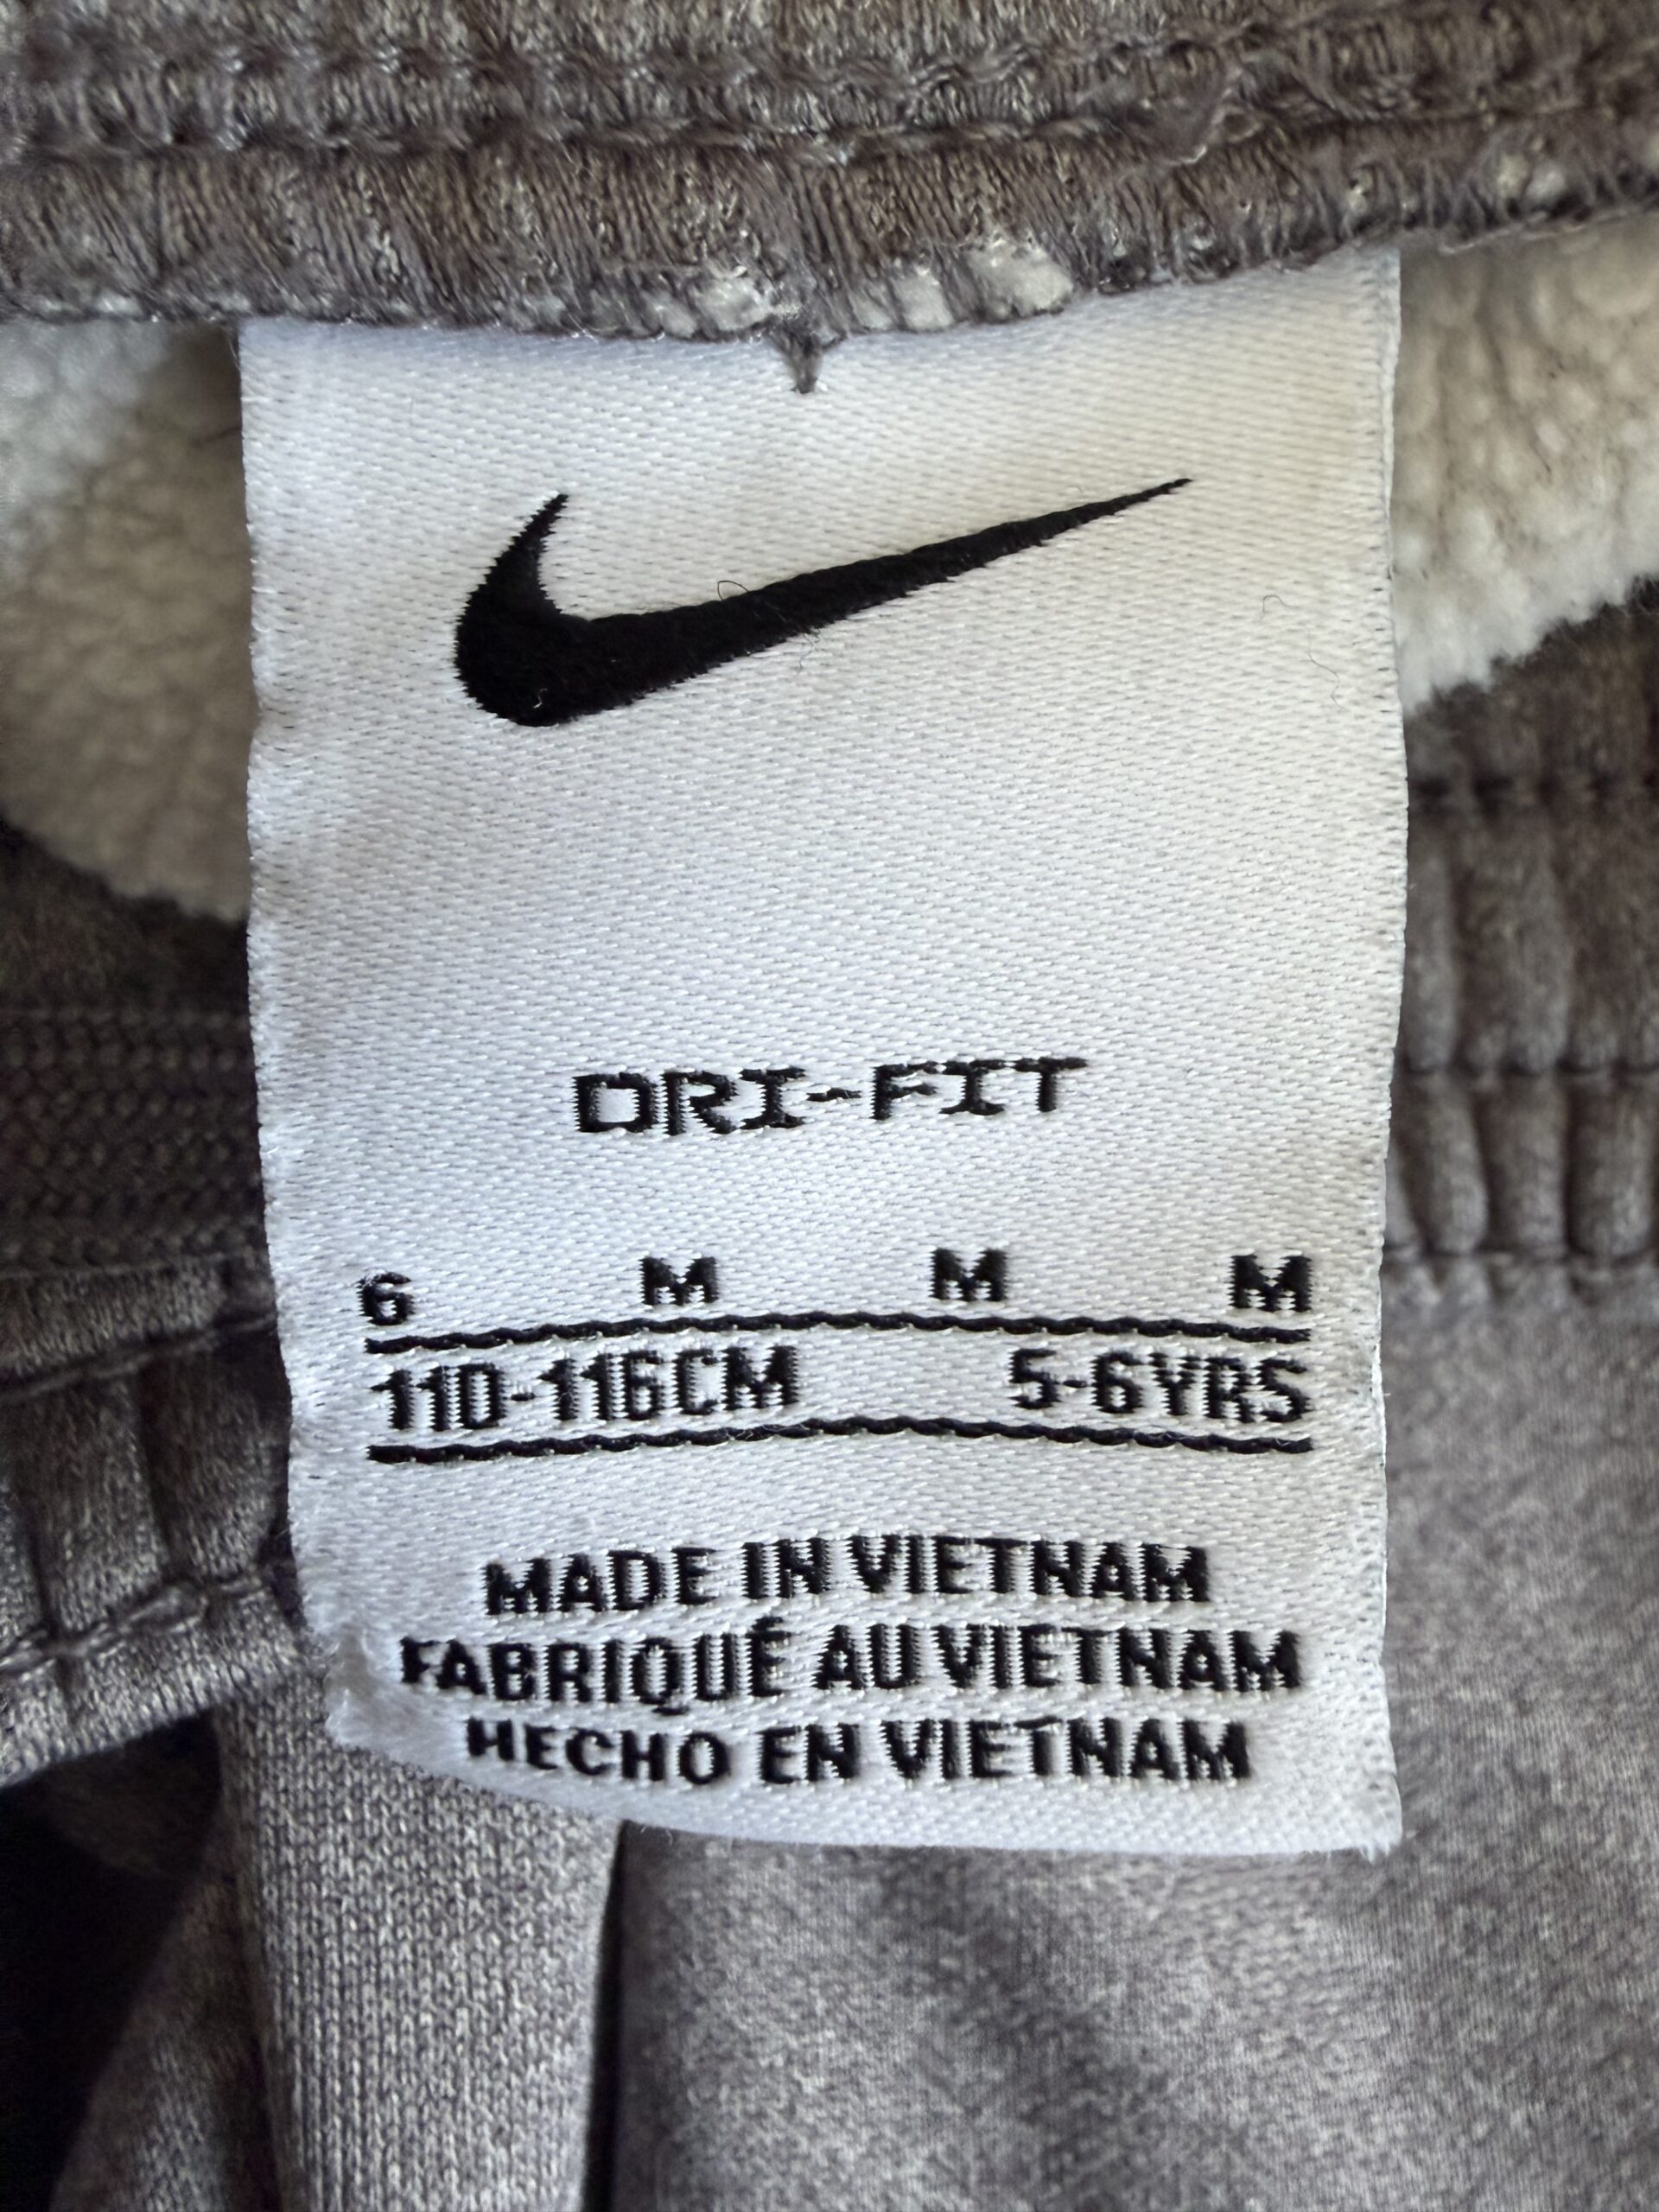 DRI-FIT
6 M M M
110-116CM 5-6YRS
MADE IN VIETNAM
FABRIQUÉ AU VIETNAM
HECHO EN VIETNAM